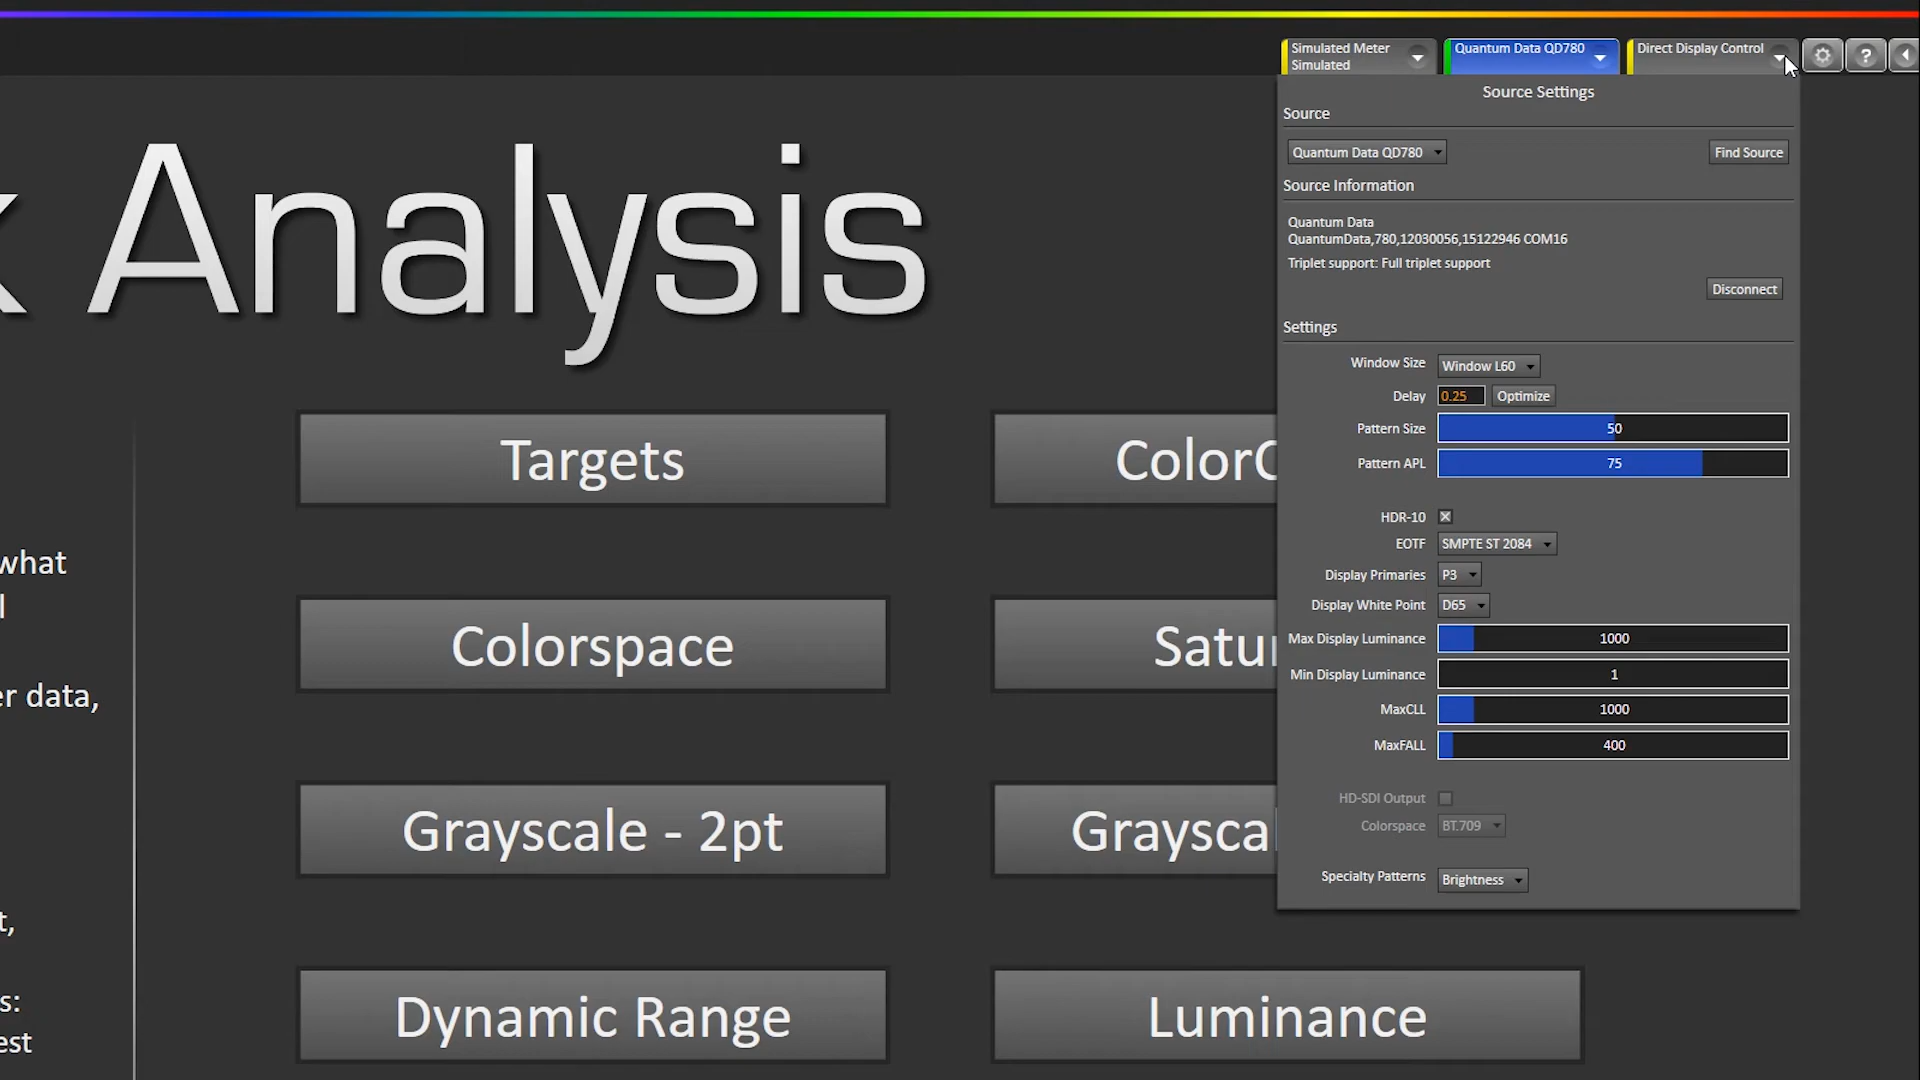 Simulated Meter
Simulated
Quantum Data QD780
Direct Display Control
?
Source Settings
Source
Quantum Data QD780
Find Source
Source Information
Quantum Data
QuantumData,780,12030056,15122946 COM16
Triplet support: Full triplet support
Disconnect
Settings
Window Size Window L60
Delay 0.25 Optimize
Pattern Size 50
Pattern APL 75
HDR-10
EOTF SMPTE ST 2084
Display Primaries P3
Display White Point D65
Max Display Luminance 1000
Min Display Luminance 1
MaxCLL 1000
MaxFALL 400
HD-SDI Output
Colorspace BT.709
Specialty Patterns Brightness
Analysis
Targets
Colorspace
Grayscale - 2pt
Grayscal
Dynamic Range
Luminance
what
er data,
t,
s:
est